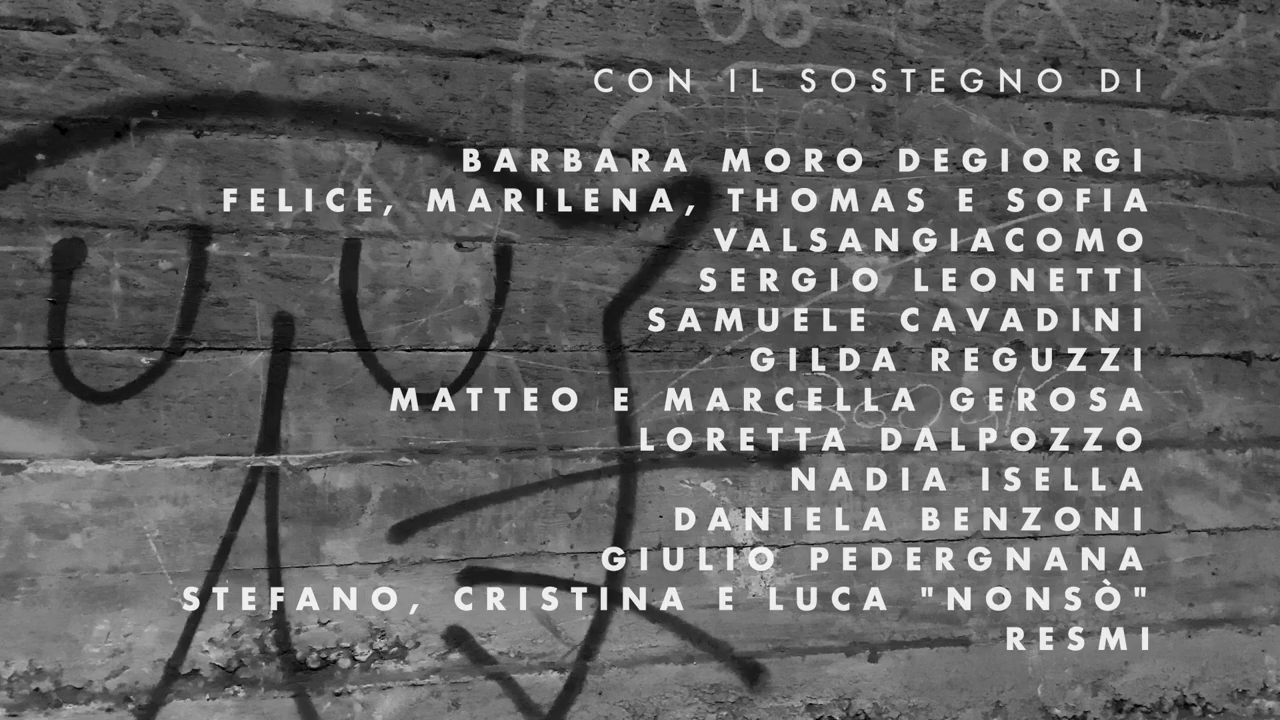 CON IL SOSTEGNO DI
BARBARA MORO DEGIORGI
FELICE, MARILENA, THOMAS E SOFIA
VALSANGIACOMO
SERGIO LEONETTI
SAMUELE CAVADINI
GILDA REGUZZI
MATTEO E MARCELLA GEROSA
LORETTA DALPOZZO
NADIA ISELLA
DANIELA BENZONI
GIULIO PEDERGNANA
STEFANO, CRISTINA E LUCA "NONSÒ"
RESMI